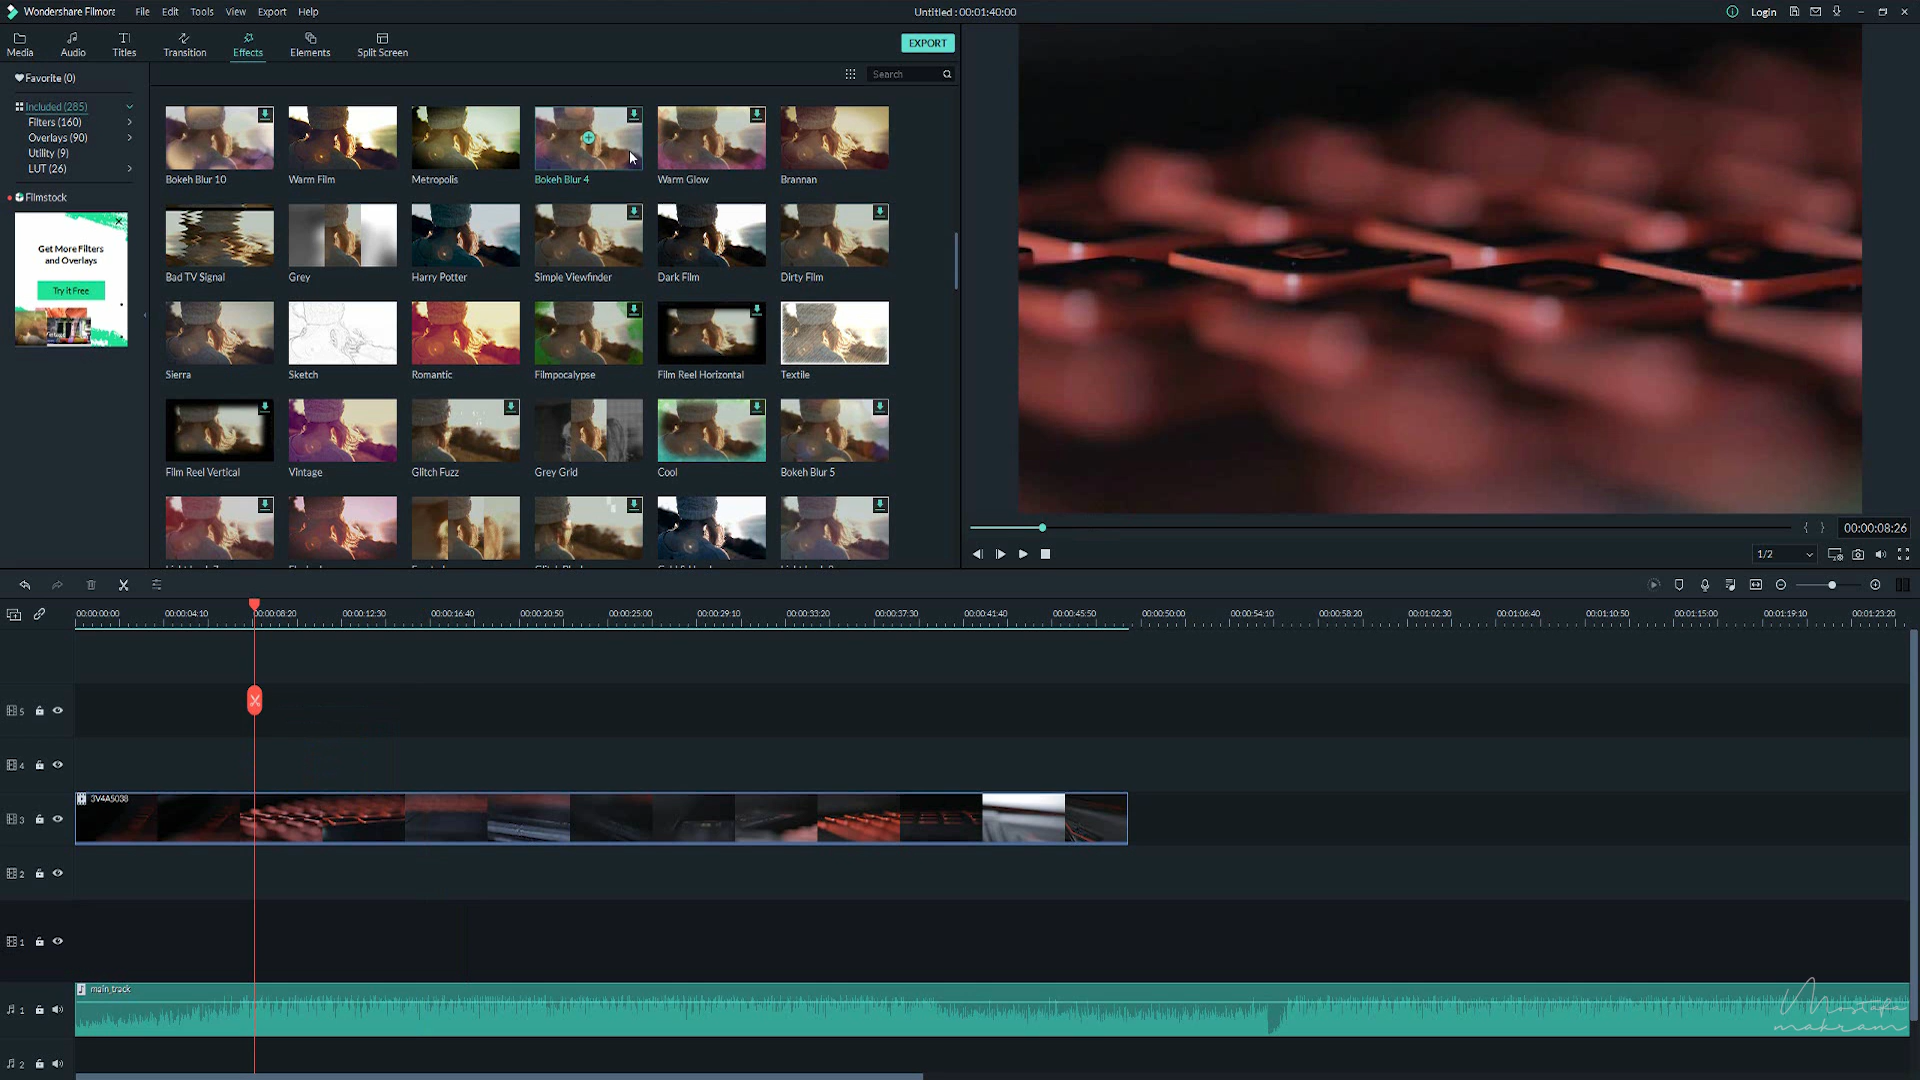 Wondershare Filmora File Edit Tools View Export Help Untitled : 00:01:40:00 Login
Media Audio Titles Transition Effects Elements Split Screen EXPORT
Favorite (0)
Included (285)
Filters (160)
Overlays (90)
Utility (9)
LUT (26)
Filmstock
Get More Filters
and Overlays
Try it Free
Search
Bokeh Blur 10 Warm Film Metropolis Bokeh Blur 4 Warm Glow Brannan
Bad TV Signal Grey Harry Potter Simple Viewfinder Dark Film Dirty Film
Sierra Sketch Romantic Filmpocalypse Film Reel Horizontal Textile
Film Reel Vertical Vintage Glitch Fuzz Grey Grid Cool Bokeh Blur 5
{ } 00:00:08:26
1/2
00:00:00:00 00:00:04:10 00:00:08:20 00:00:12:30 00:00:16:40 00:00:20:50 00:00:25:00 00:00:29:10 00:00:33:20 00:00:37:30 00:00:41:40 00:00:45:50 00:00:50:00 00:00:54:10 00:00:58:20 00:01:02:30 00:01:06:40 00:01:10:50 00:01:15:00 00:01:19:10 00:01:23:20
5
4
3V4A5038
3
2
1
main_track
1
Mostafa
makram
2